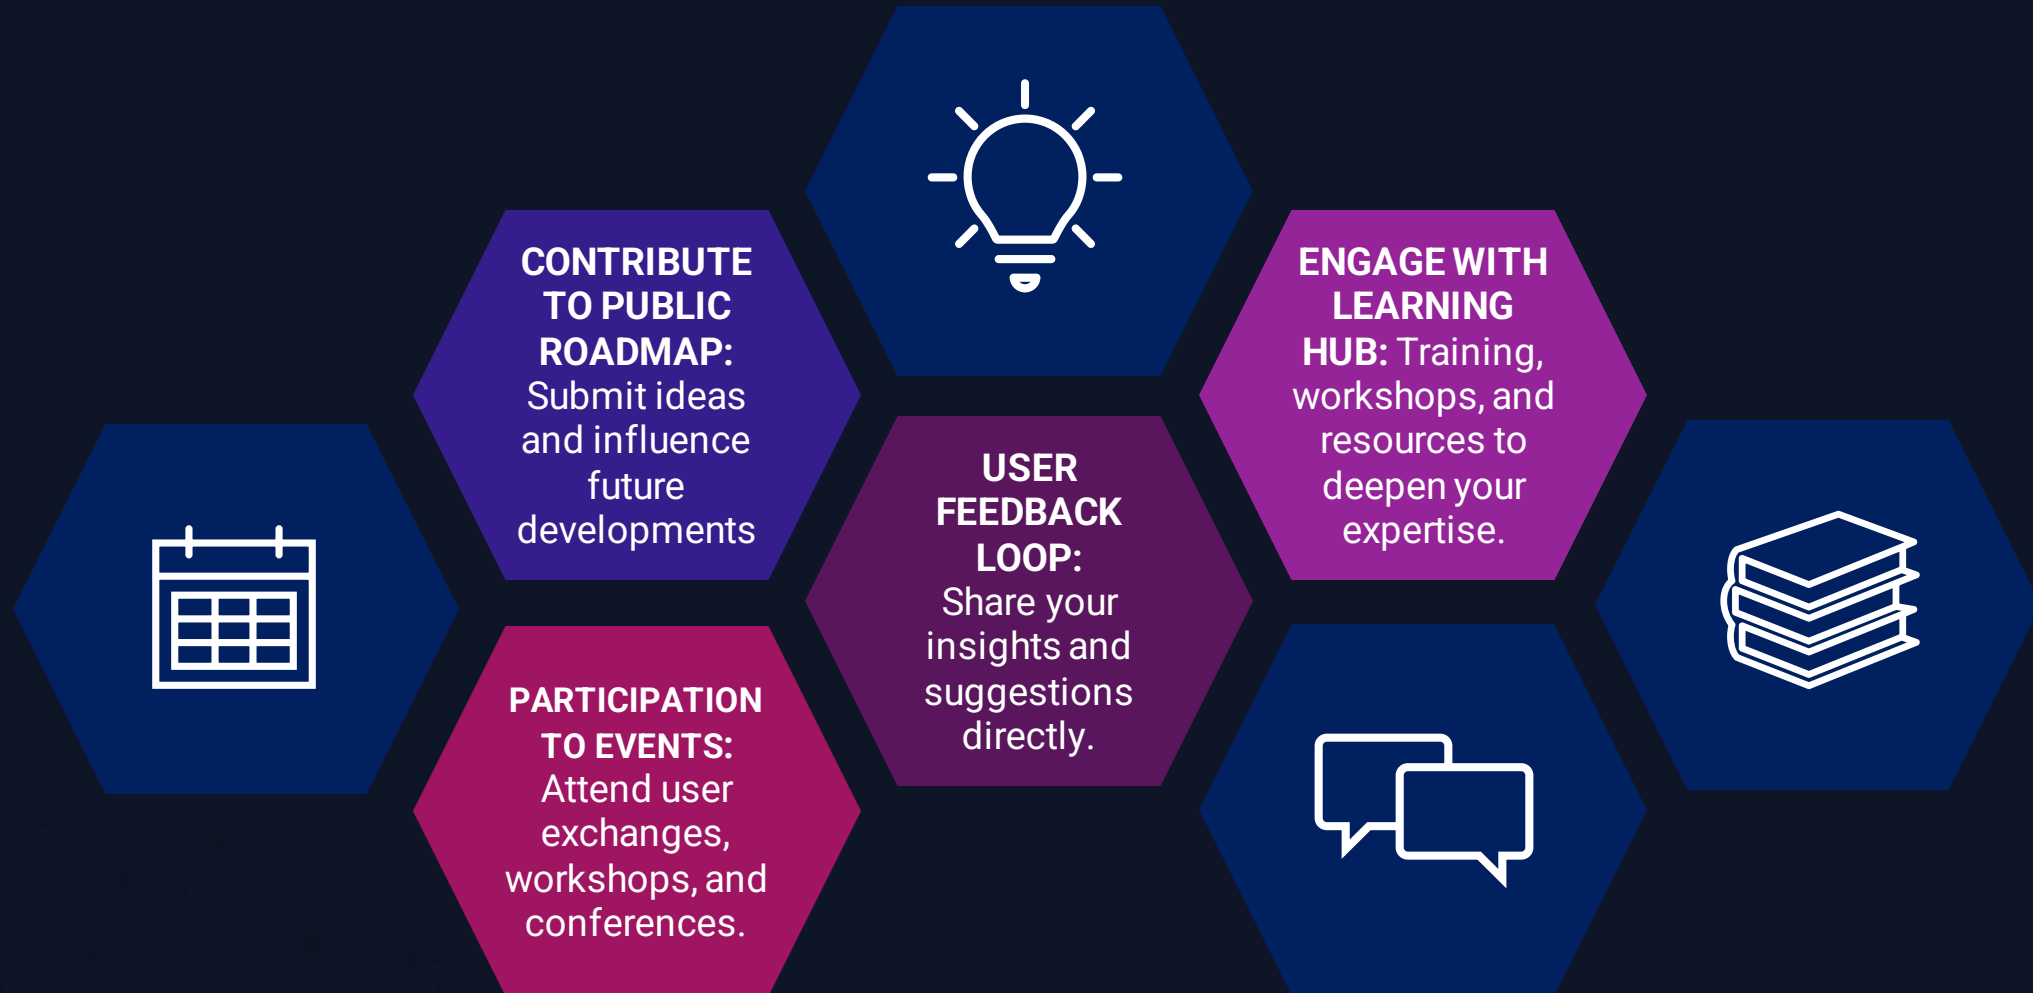 CONTRIBUTE
TO PUBLIC
ROADMAP:
Submit ideas
and influence
future
developments
ENGAGE WITH
LEARNING
HUB: Training,
workshops, and
resources to
deepen your
expertise.
USER
FEEDBACK
LOOP:
Share your
insights and
suggestions
directly.
PARTICIPATION
TO EVENTS:
Attend user
exchanges,
workshops, and
conferences.